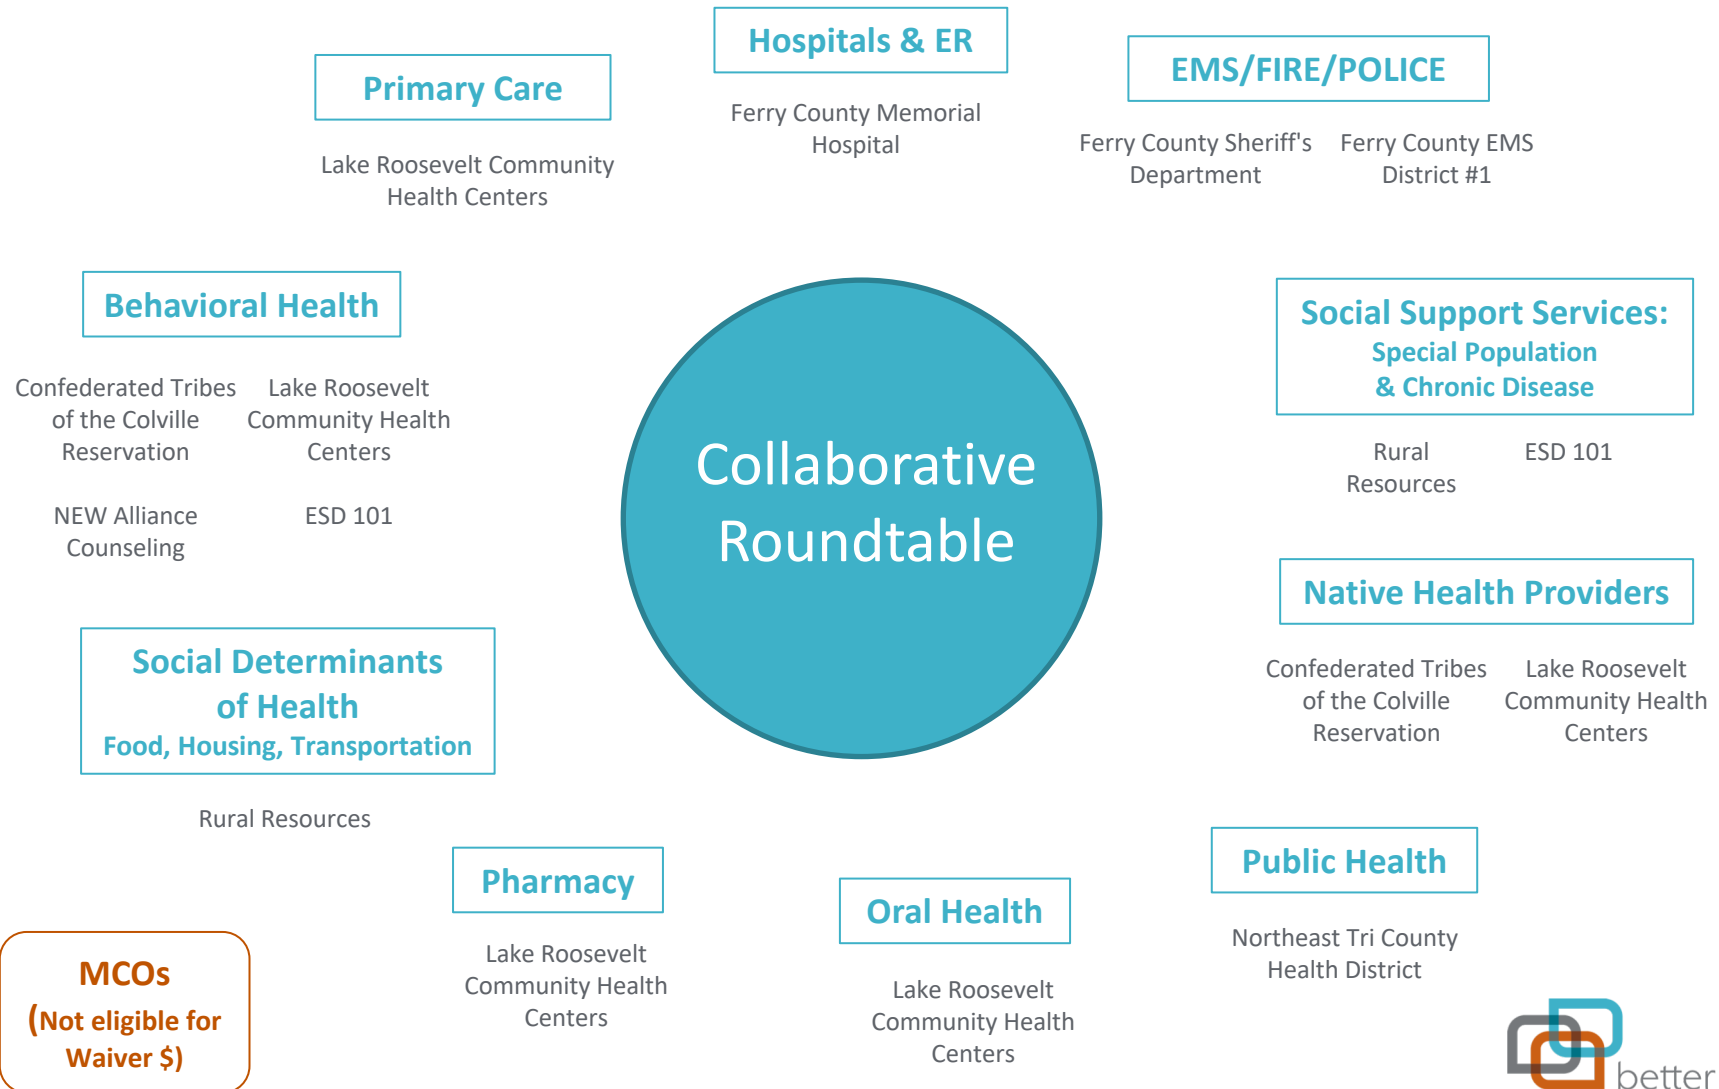 Hospitals & ER
Ferry County Memorial
Hospital
Primary Care
Lake Roosevelt Community
Health Centers
EMS/FIRE/POLICE
Ferry County Sheriff's
Department
Ferry County EMS
District #1
Behavioral Health
Confederated Tribes
of the Colville
Reservation
Lake Roosevelt
Community Health
Centers
NEW Alliance
Counseling
ESD 101
Collaborative
Roundtable
Social Support Services:
Special Population
& Chronic Disease
Rural
Resources
ESD 101
Native Health Providers
Confederated Tribes
of the Colville
Reservation
Lake Roosevelt
Community Health
Centers
Social Determinants
of Health
Food, Housing, Transportation
Rural Resources
Pharmacy
Lake Roosevelt
Community Health
Centers
Oral Health
Lake Roosevelt
Community Health
Centers
Public Health
Northeast Tri County
Health District
MCOs
(Not eligible for
Waiver $)
better